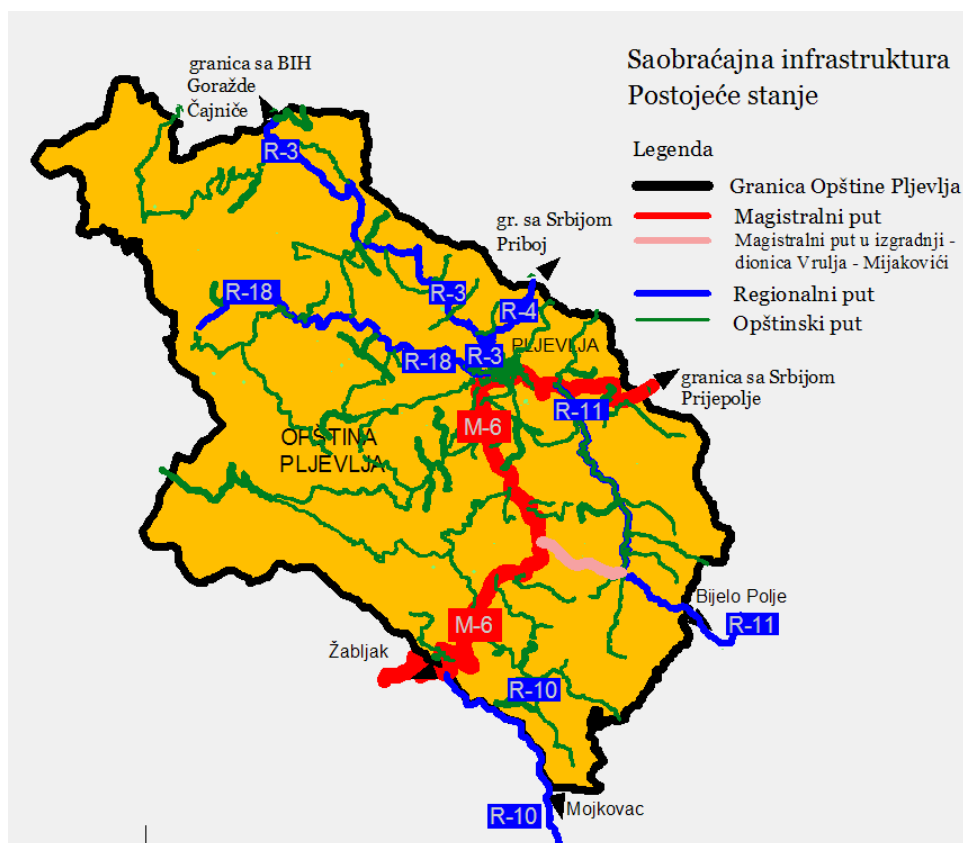 Saobraćajna infrastruktura
Postojeće stanje
Legenda
Granica Opštine Pljevlja
Magistralni put
Magistralni put u izgradnji -
dionica Vrulja - Mijakovići
Regionalni put
Opštinski put
granica sa BIH
Goražde
Čajniče
R-3
gr. sa Srbijom
Priboj
R-18
R-3
R-4
R-18
R-3
PLJEVLJA
granica sa Srbijom
Prijepolje
R-11
M-6
OPŠTINA
PLJEVLJA
Bijelo Polje
R-11
M-6
Žabljak
R-10
R-10
Mojkovac